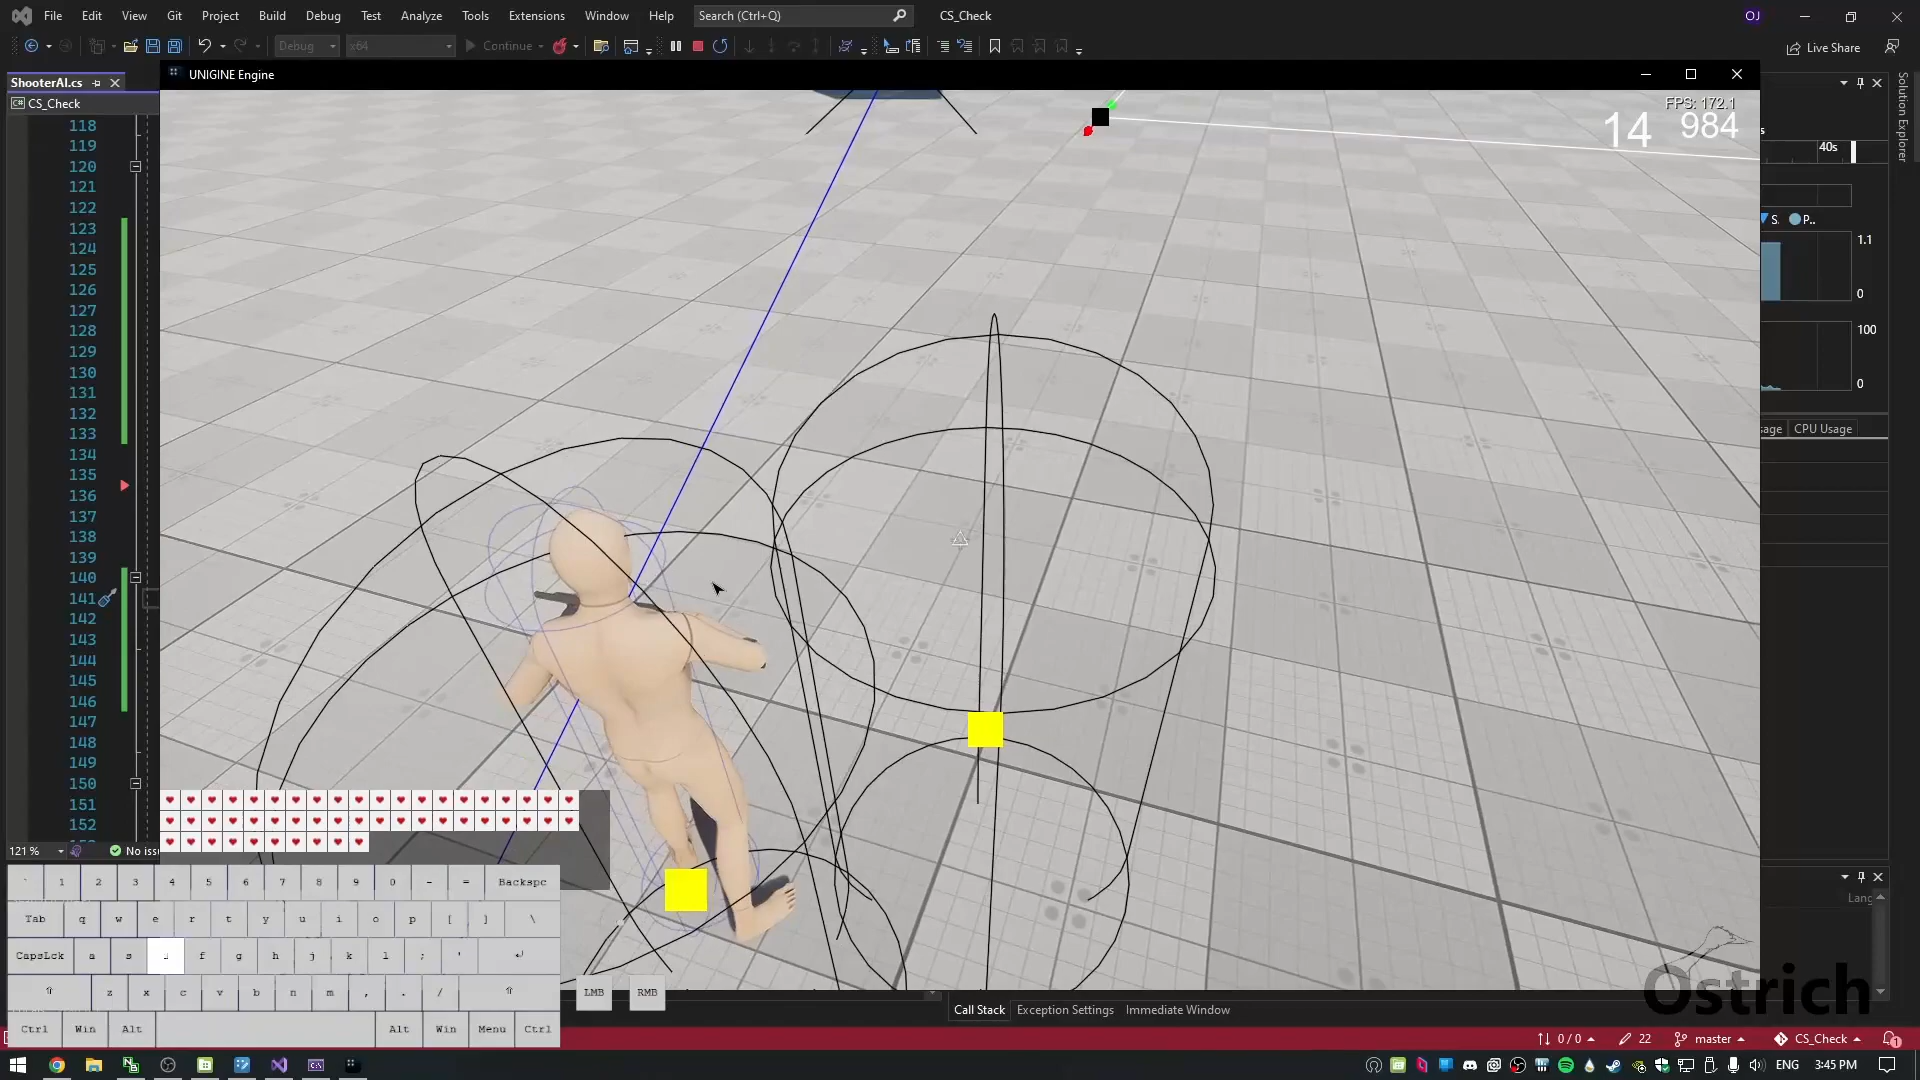 File Edit View Git Project Build Debug Test Analyze Tools Extensions Window Help Search (Ctrl+Q) CS_Check OJ
Debug x64 Continue Live Share
ShooterAI.cs
UNIGINE Engine
CS_Check
Solution Explorer
118
119
120
121
122
123
124
125
126
127
128
129
130
131
132
133
134
135
136
137
138
139
140
141
142
143
144
145
146
147
148
149
150
151
152
FPS: 172.1
14 984
40s
S. P..
1.1
0
100
0
sage CPU Usage
121 % No iss
Lang
` 1 2 3 4 5 6 7 8 9 0 - = Backspc
Tab q w e r t y u i o p [ ] \
CapsLck a s f g h j k l ; '
z x c v b n m , . /
Ctrl Win Alt Alt Win Menu Ctrl
LMB RMB
Ostrich
Call Stack Exception Settings Immediate Window
0 / 0 22 master CS_Check 1
ENG 3:45 PM